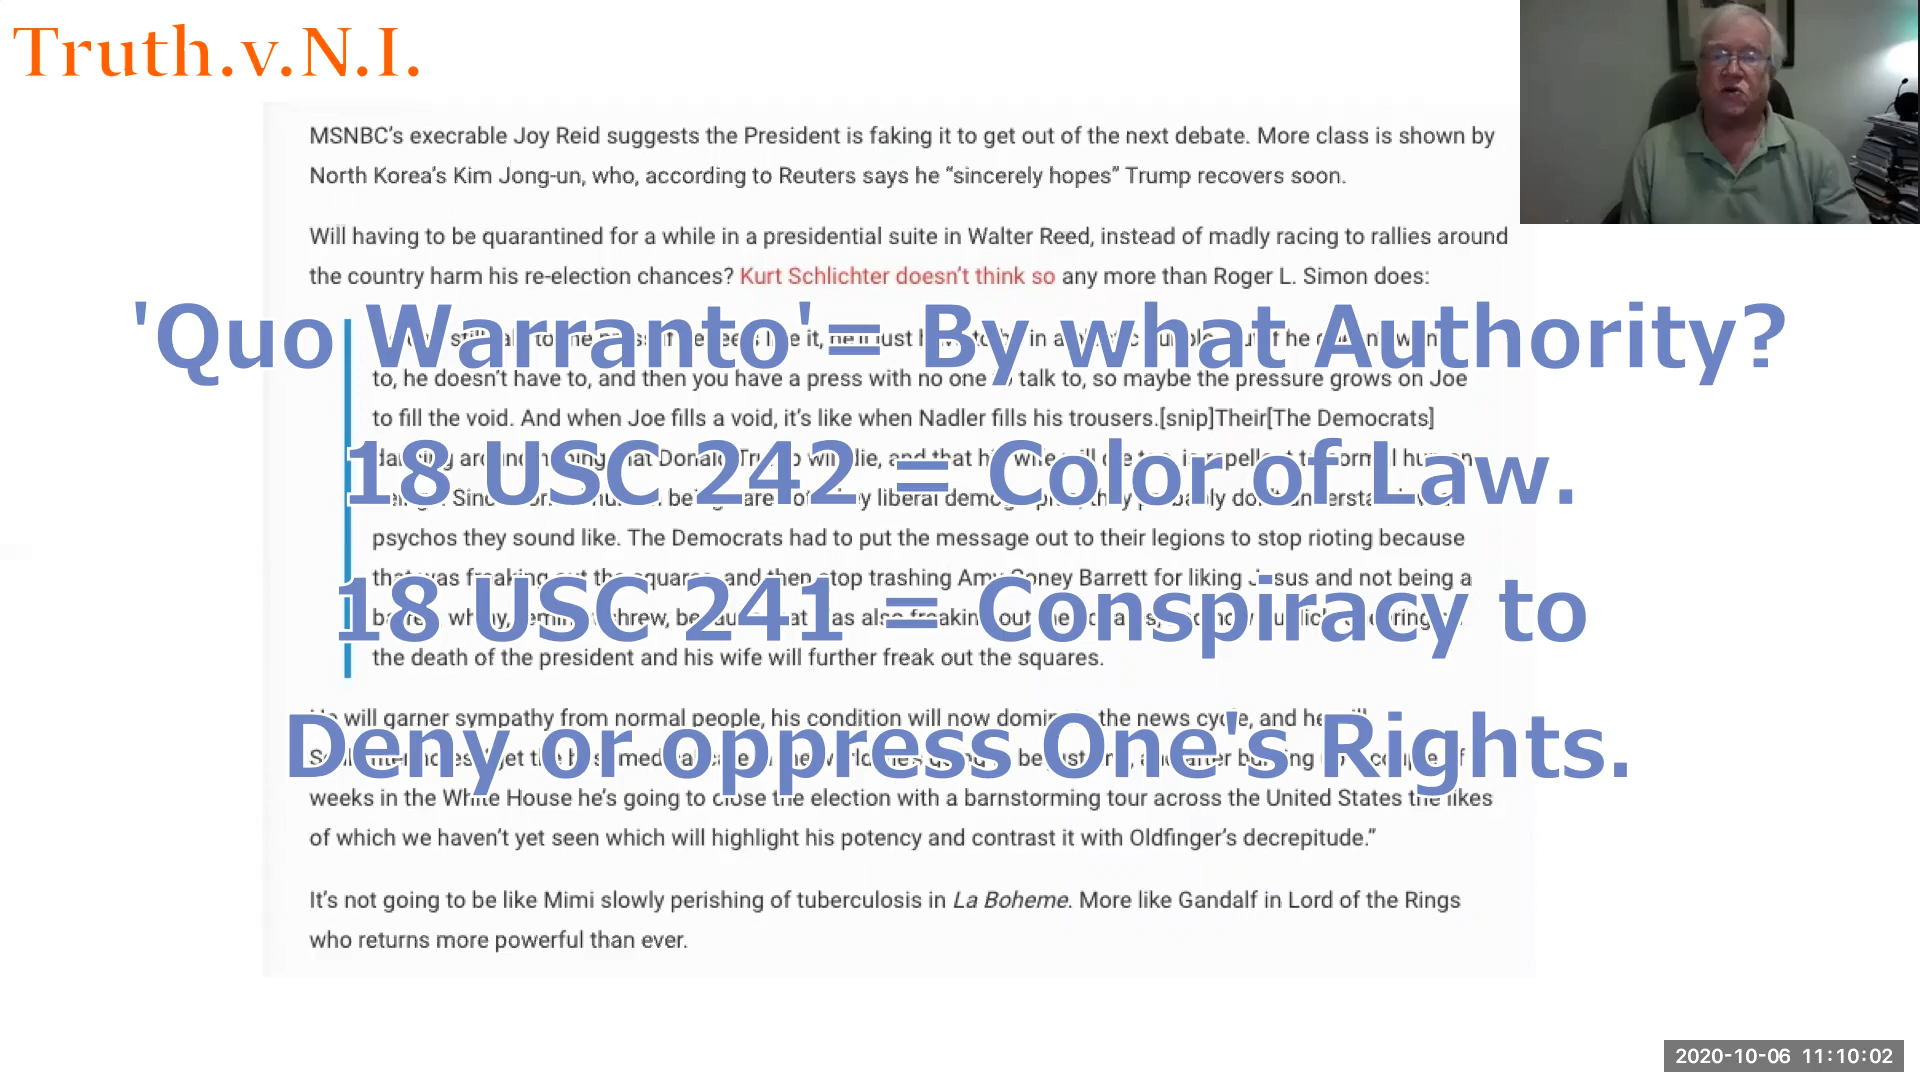 Truth.v.N.I.
MSNBC’s execrable Joy Reid suggests the President is faking it to get out of the next debate. More class is shown by
North Korea’s Kim Jong-un, who, according to Reuters says he “sincerely hopes” Trump recovers soon.
Will having to be quarantined for a while in a presidential suite in Walter Reed, instead of madly racing to rallies around
the country harm his re-election chances? Kurt Schlichter doesn’t think so any more than Roger L. Simon does:
'Quo Warranto'= By what Authority?
to, he doesn’t have to, and then you have a press with no one talk to, so maybe the pressure grows on Joe
to fill the void. And when Joe fills a void, it’s like when Nadler fills his trousers.[snip]Their[The Democrats]
18 USC 242 = Color of Law.
psychos they sound like. The Democrats had to put the message out to their legions to stop rioting because
and then stop trashing Amy Coney Barrett for liking Jesus and not being a
18 USC 241 = Conspiracy to
the death of the president and his wife will further freak out the squares.
will garner sympathy from normal people, his condition will now the news cycle, and he
Deny or oppress One's Rights.
weeks in the White House he’s going to close the election with a barnstorming tour across the United States the likes
of which we haven’t yet seen which will highlight his potency and contrast it with Oldfinger’s decrepitude.”
It’s not going to be like Mimi slowly perishing of tuberculosis in La Boheme. More like Gandalf in Lord of the Rings
who returns more powerful than ever.
2020-10-06 11:10:02